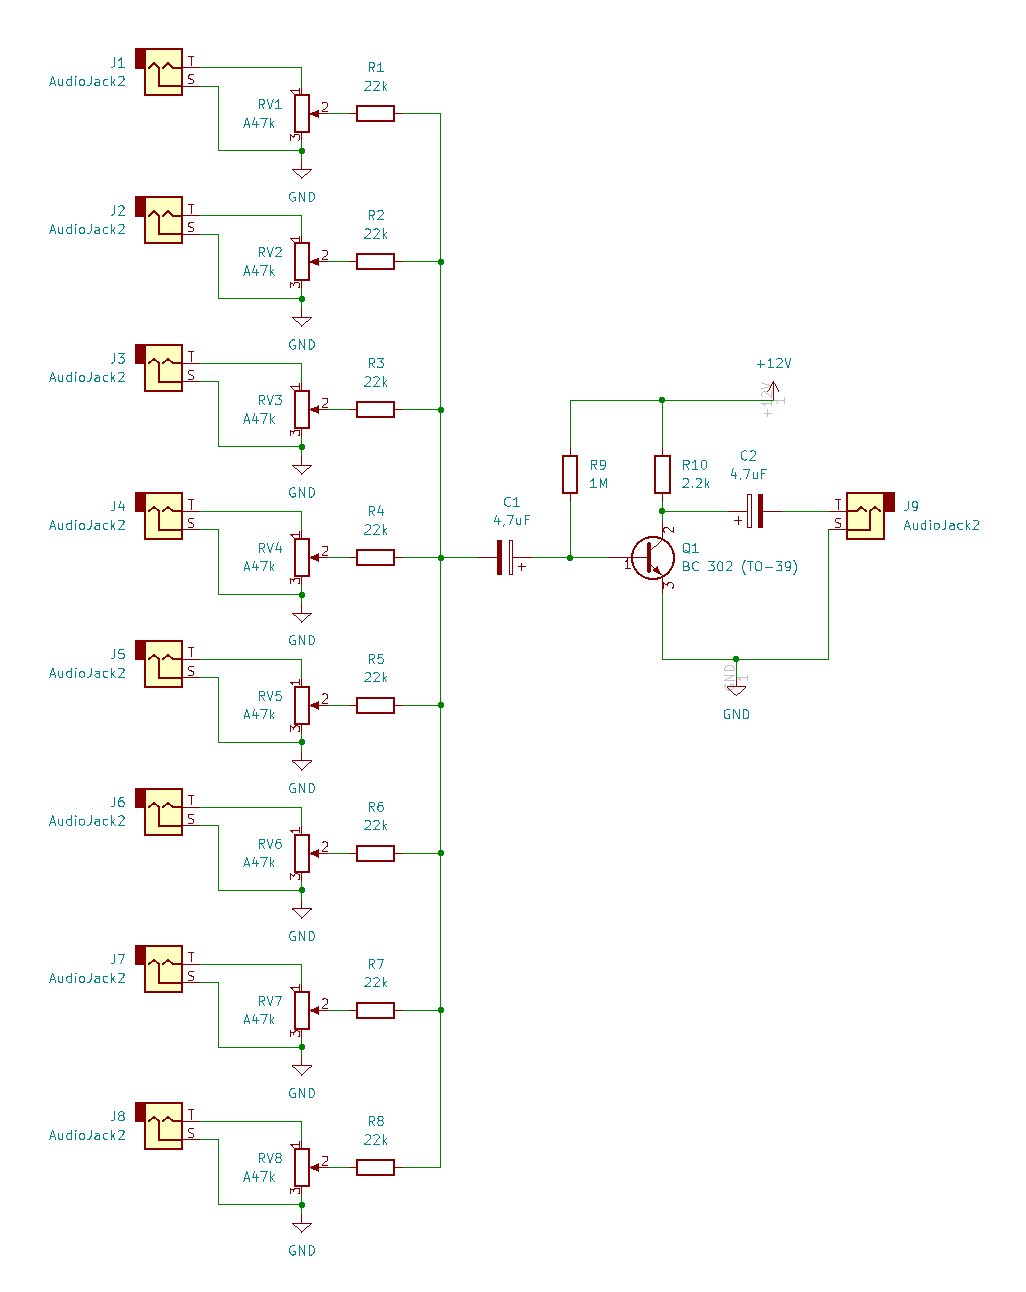 J1
AudioJack2
T
S
RV1
A47k
1
2
3
R1
22k
GND
J2
AudioJack2
T
S
RV2
A47k
1
2
3
R2
22k
GND
J3
AudioJack2
T
S
RV3
A47k
1
2
3
R3
22k
GND
+12V
+12V
1
J4
AudioJack2
T
S
RV4
A47k
1
2
3
R4
22k
GND
C1
4,7uF
+
R9
1M
R10
2.2k
C2
4,7uF
+
Q1
BC 302 (TO-39)
1
2
3
T
S
J9
AudioJack2
GND
1
GND
J5
AudioJack2
T
S
RV5
A47k
1
2
3
R5
22k
GND
J6
AudioJack2
T
S
RV6
A47k
1
2
3
R6
22k
GND
J7
AudioJack2
T
S
RV7
A47k
1
2
3
R7
22k
GND
J8
AudioJack2
T
S
RV8
A47k
1
2
3
R8
22k
GND